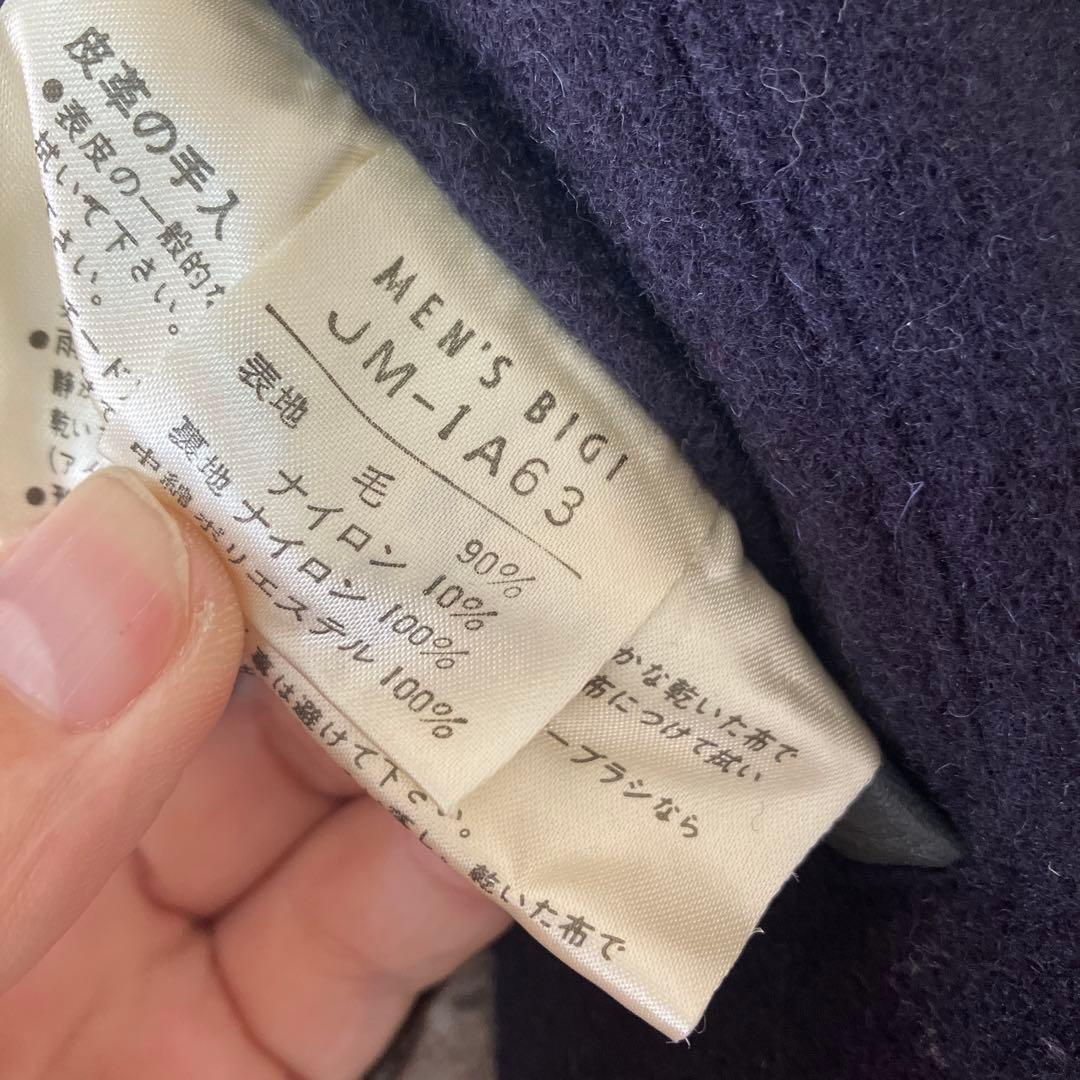 MEN'S BIGI
JM-1A63
表地 毛 90%
ナイロン 10%
裏地 ナイロン 100%
中綿 ポリエステル 100%
皮革の手入
●表皮の一般的な
拭いて下さい。
かな乾いた布で
布につけて拭い
ーブラシなら
は避けて下さい。
乾いた布で